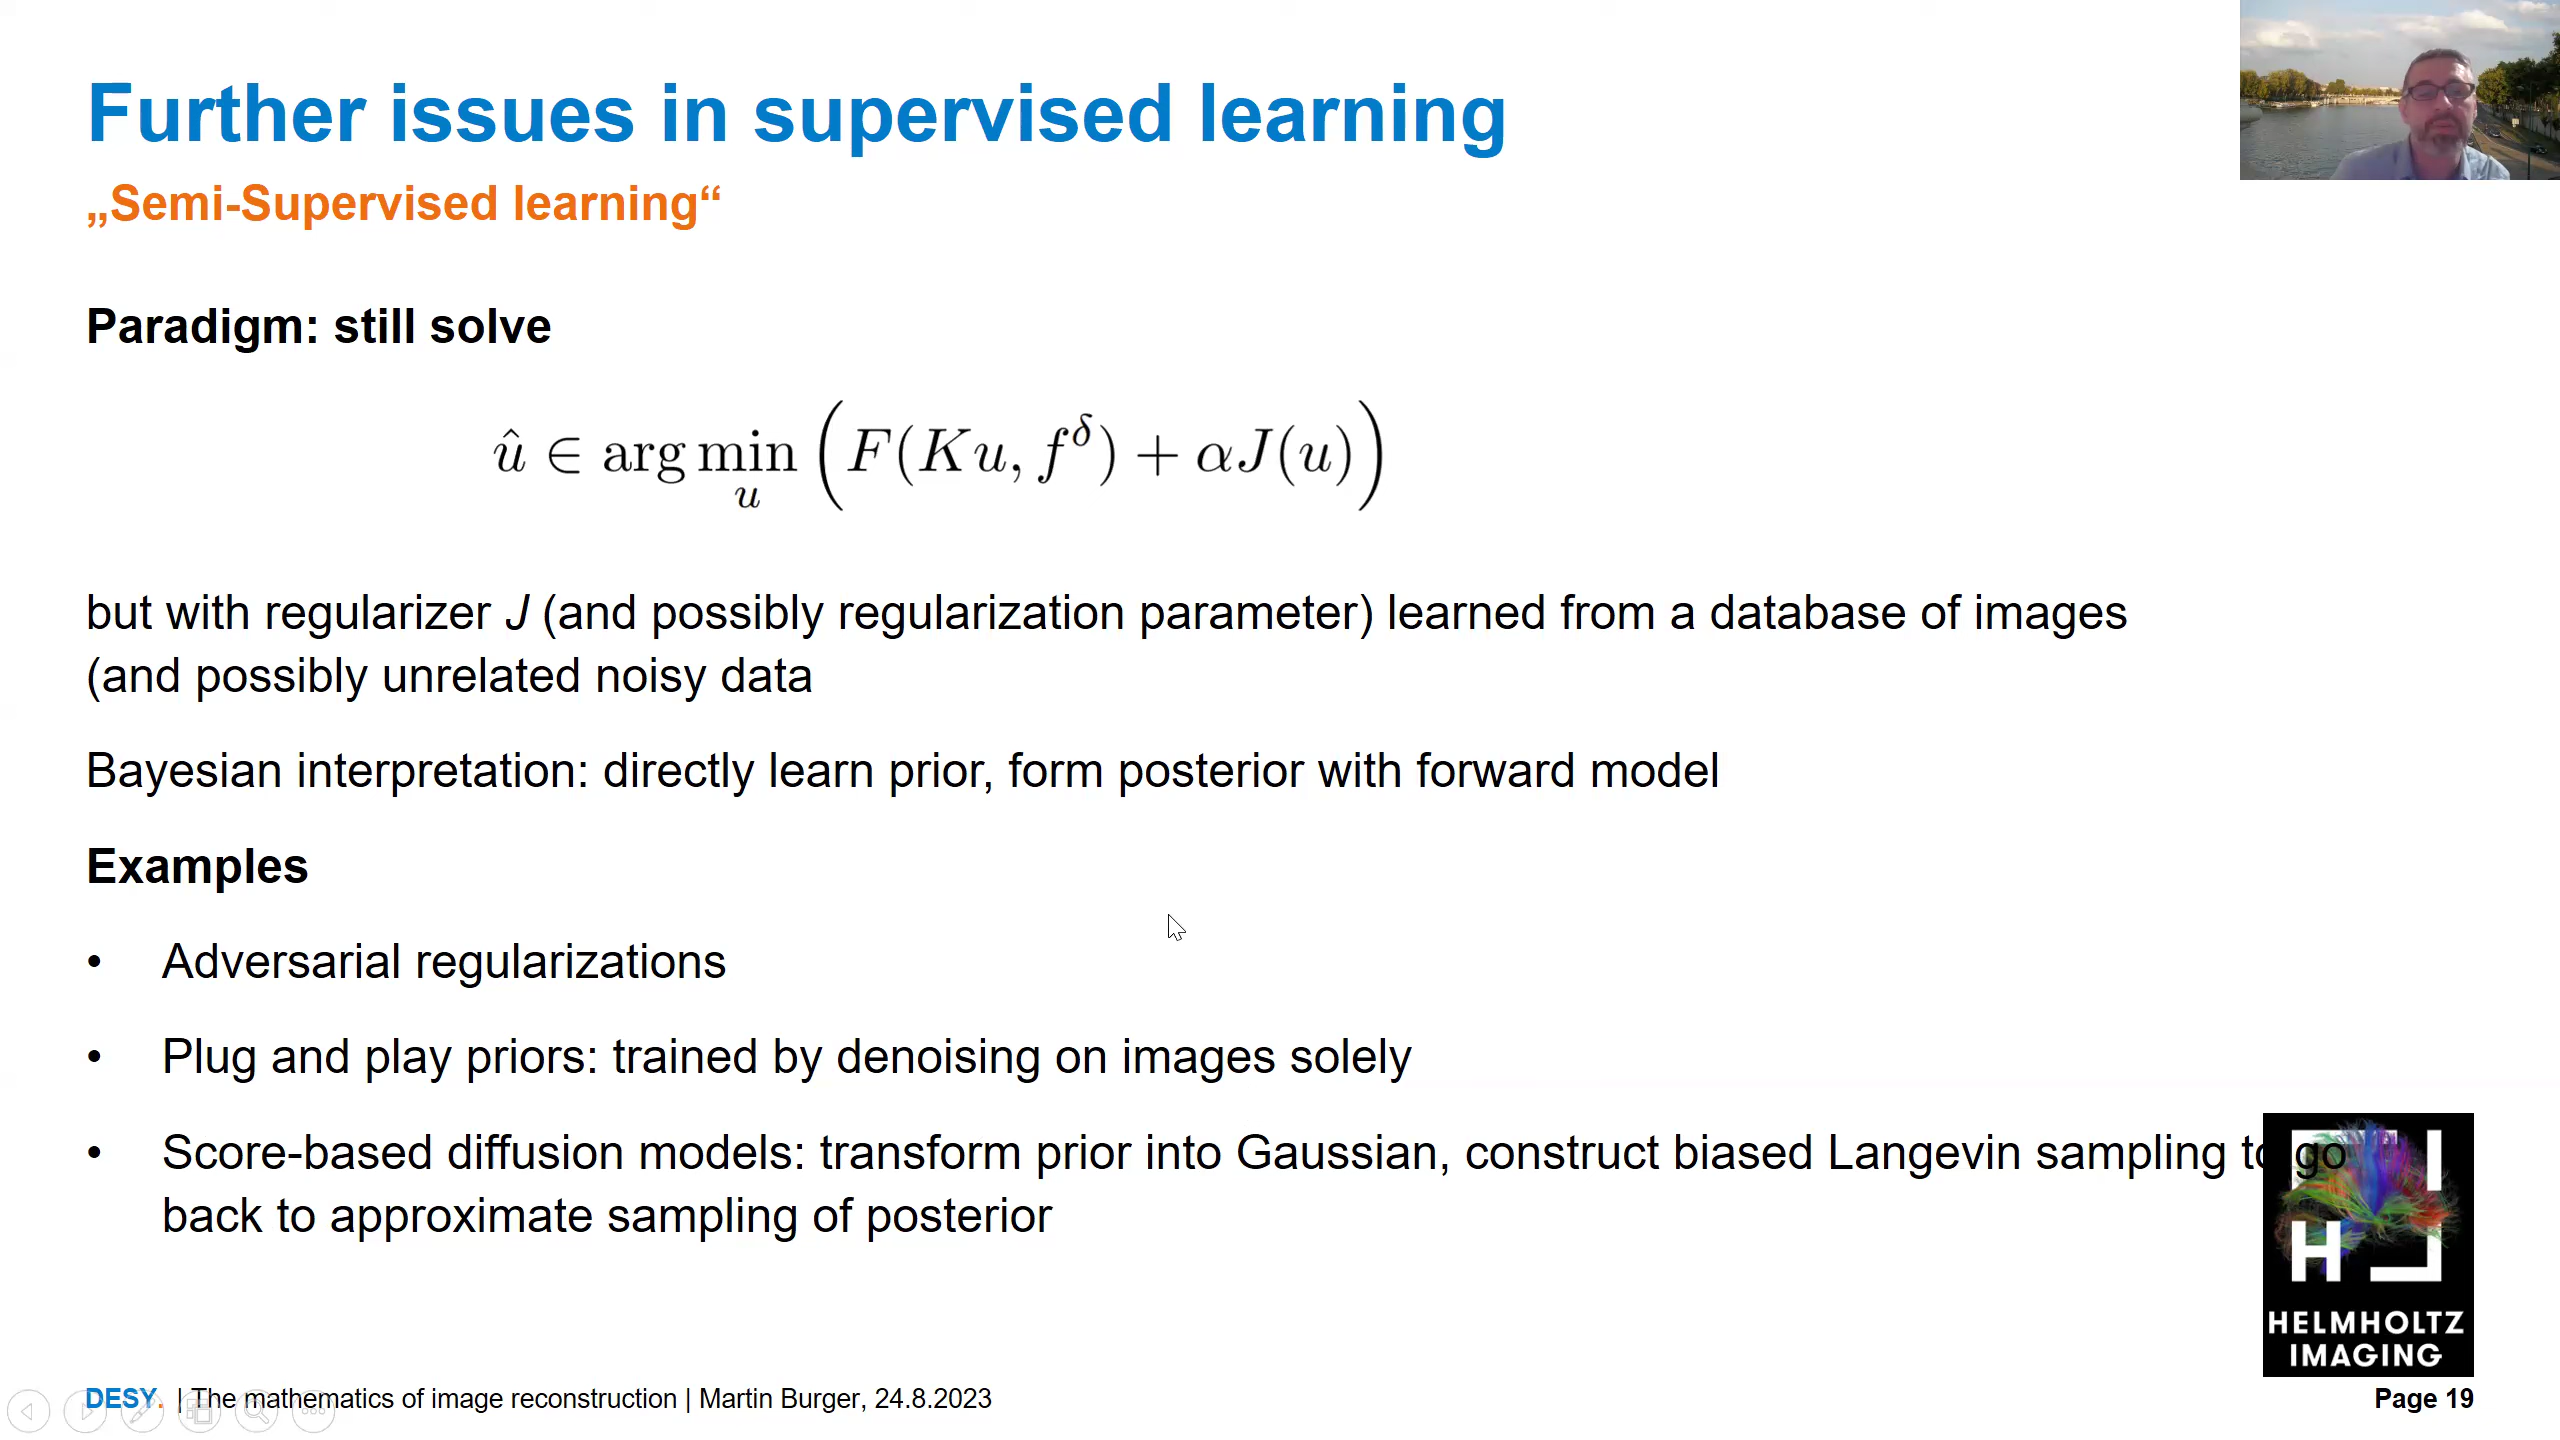 Further issues in supervised learning
„Semi-Supervised learning“
Paradigm: still solve
û ∈ arg min_u ( F(Ku, f^δ) + αJ(u) )
but with regularizer J (and possibly regularization parameter) learned from a database of images
(and possibly unrelated noisy data
Bayesian interpretation: directly learn prior, form posterior with forward model
Examples
• Adversarial regularizations
• Plug and play priors: trained by denoising on images solely
• Score-based diffusion models: transform prior into Gaussian, construct biased Langevin sampling to go
back to approximate sampling of posterior
HELMHOLTZ
IMAGING
DESY. | The mathematics of image reconstruction | Martin Burger, 24.8.2023
Page 19